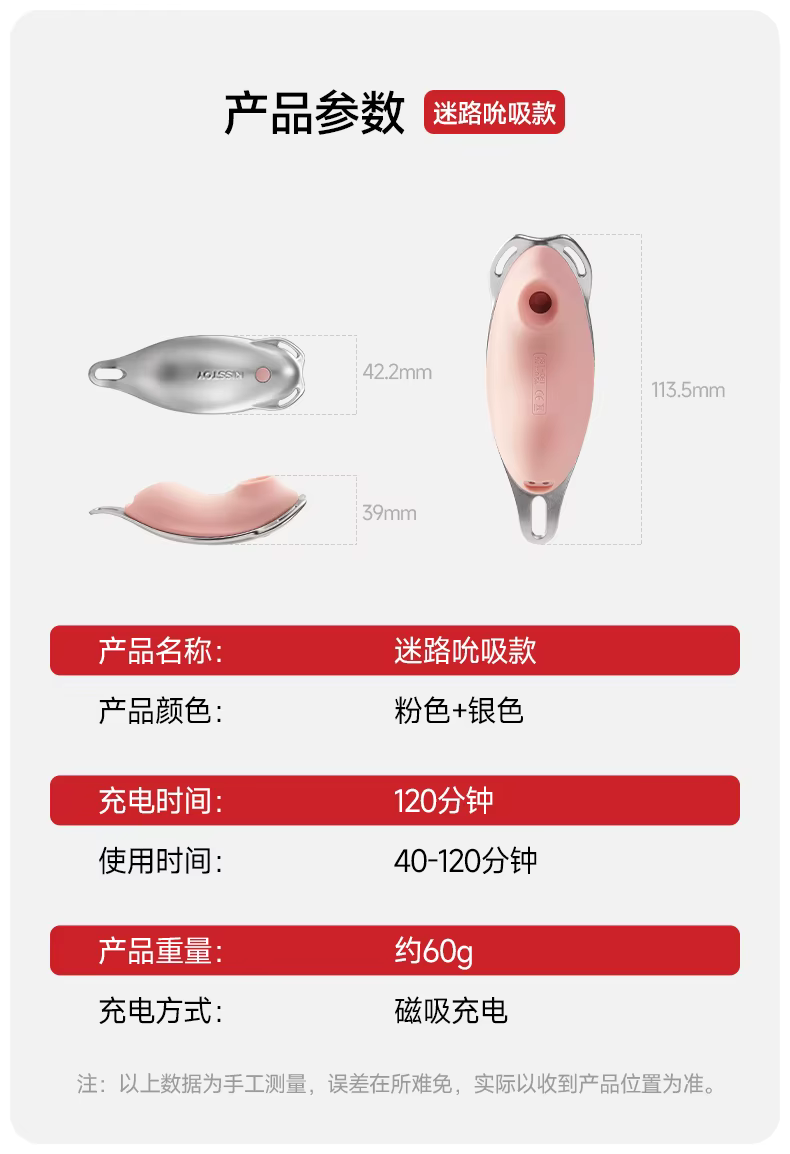 产品参数 迷路吮吸款
KISSTOY
42.2mm
39mm
113.5mm
产品名称： 迷路吮吸款
产品颜色： 粉色+银色
充电时间： 120分钟
使用时间： 40-120分钟
产品重量： 约60g
充电方式： 磁吸充电
注：以上数据为手工测量，误差在所难免，实际以收到产品位置为准。